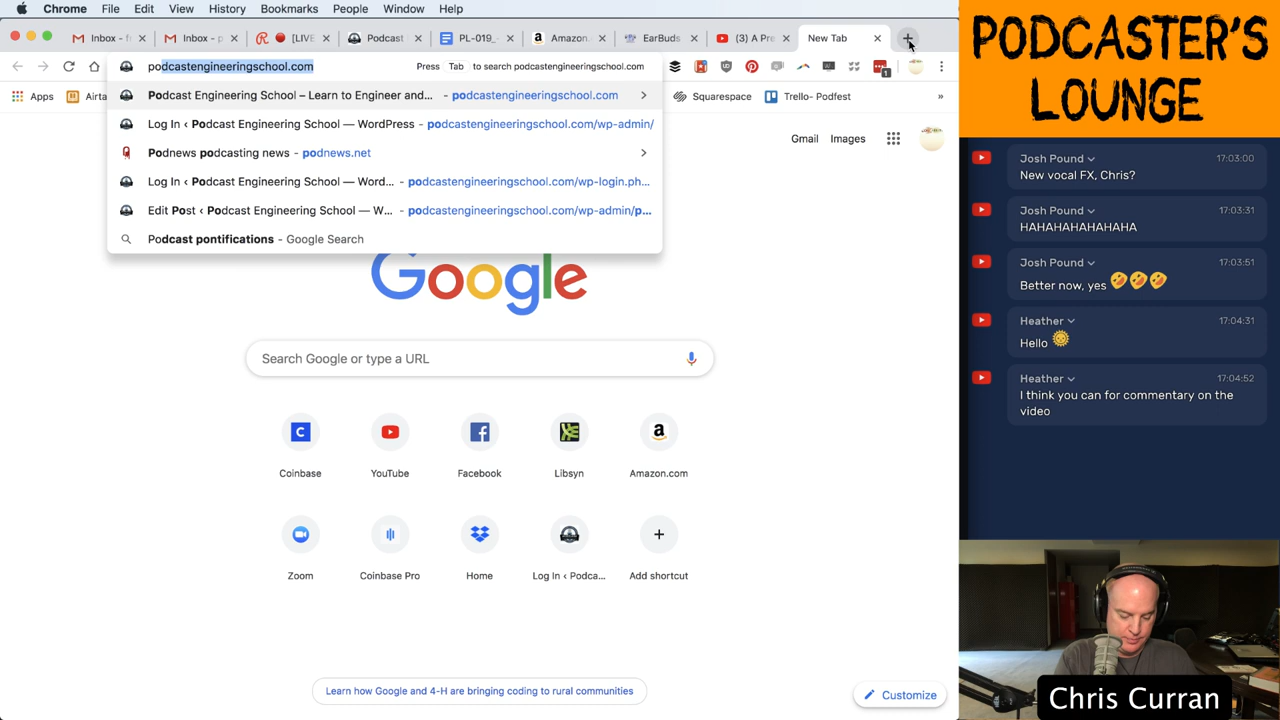 Chrome File Edit View History Bookmarks People Window Help
Inbox - f Inbox - p [LIVE Podcast PL-019_ Amazon. EarBuds (3) A Pre New Tab
podcastengineeringschool.com Press Tab to search podcastengineeringschool.com
Apps Airta Squarespace Trello- Podfest »
Podcast Engineering School – Learn to Engineer and... - podcastengineeringschool.com
Log In ‹ Podcast Engineering School — WordPress - podcastengineeringschool.com/wp-admin/
Podnews podcasting news - podnews.net
Log In ‹ Podcast Engineering School — Word... - podcastengineeringschool.com/wp-login.ph...
Edit Post ‹ Podcast Engineering School — W... - podcastengineeringschool.com/wp-admin/p...
Podcast pontifications - Google Search
Gmail Images
Google
Search Google or type a URL
Coinbase YouTube Facebook Libsyn Amazon.com
Zoom Coinbase Pro Home Log In ‹ Podca... Add shortcut
Learn how Google and 4-H are bringing coding to rural communities
Customize
PODCASTER'S
LOUNGE
Josh Pound 17:03:00
New vocal FX, Chris?
Josh Pound 17:03:31
HAHAHAHAHAHAHA
Josh Pound 17:03:51
Better now, yes 🤣🤣🤣
Heather 17:04:31
Hello 🌞
Heather 17:04:52
I think you can for commentary on the
video
Chris Curran